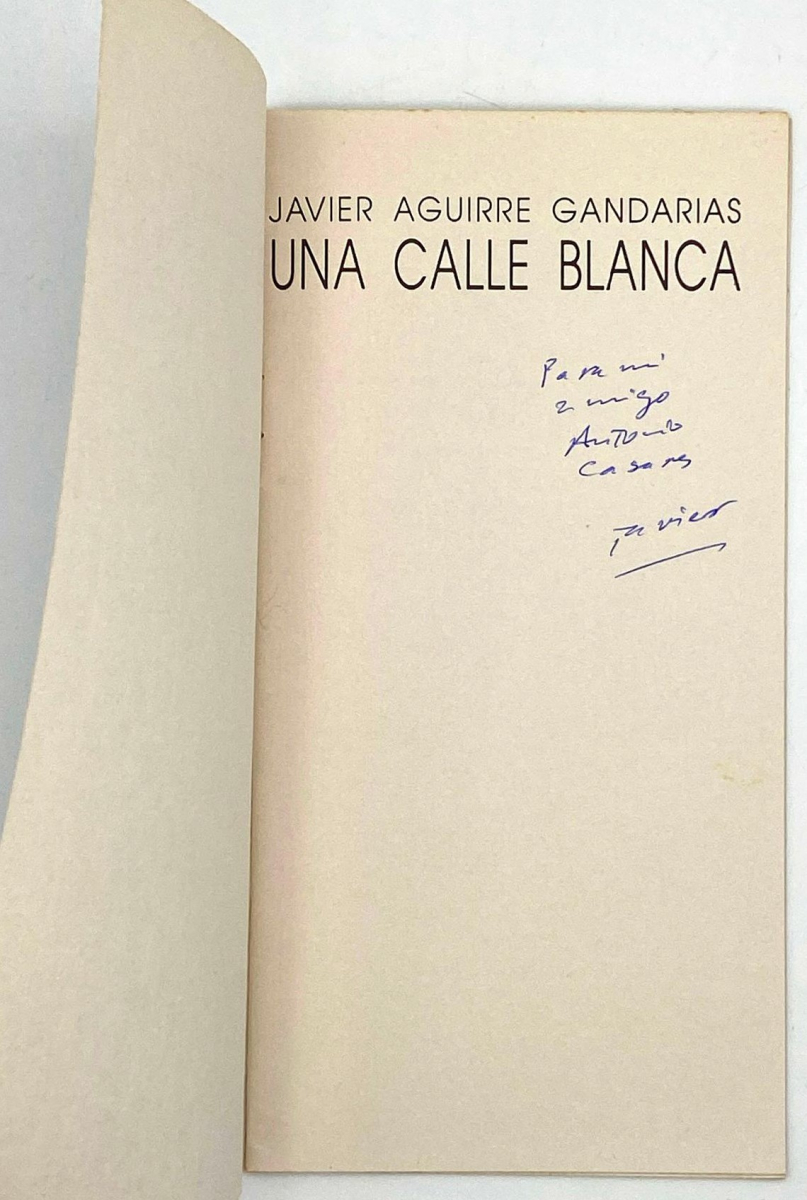 JAVIER AGUIRRE GANDARIAS
UNA CALLE BLANCA
Para mi
amigo
Antonio
Casares
Javier